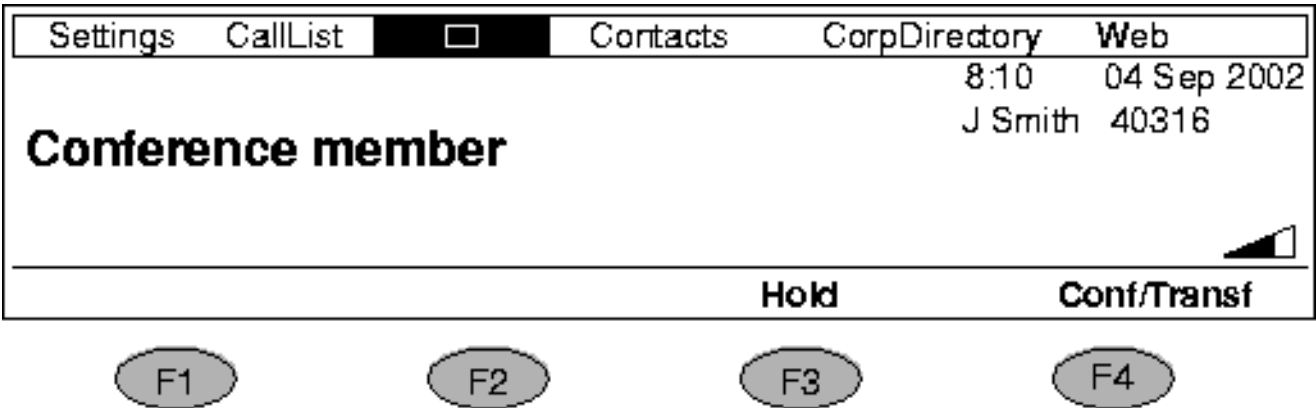 Settings CallList Contacts CorpDirectory Web
8:10 04 Sep 2002
J Smith 40316
Conference member
Hold Conf/Transf
F1 F2 F3 F4